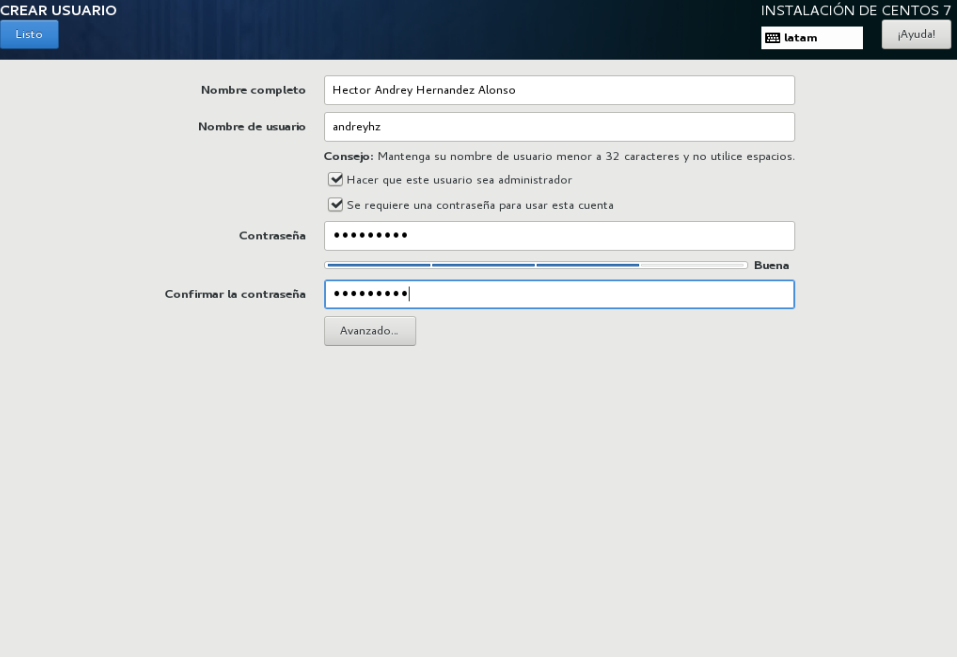 CREAR USUARIO
INSTALACIÓN DE CENTOS 7
Listo
latam
¡Ayuda!
Nombre completo
Hector Andrey Hernandez Alonso
Nombre de usuario
andreyhz
Consejo: Mantenga su nombre de usuario menor a 32 caracteres y no utilice espacios.
Hacer que este usuario sea administrador
Se requiere una contraseña para usar esta cuenta
Contraseña
•••••••••
Buena
Confirmar la contraseña
•••••••••
Avanzado...